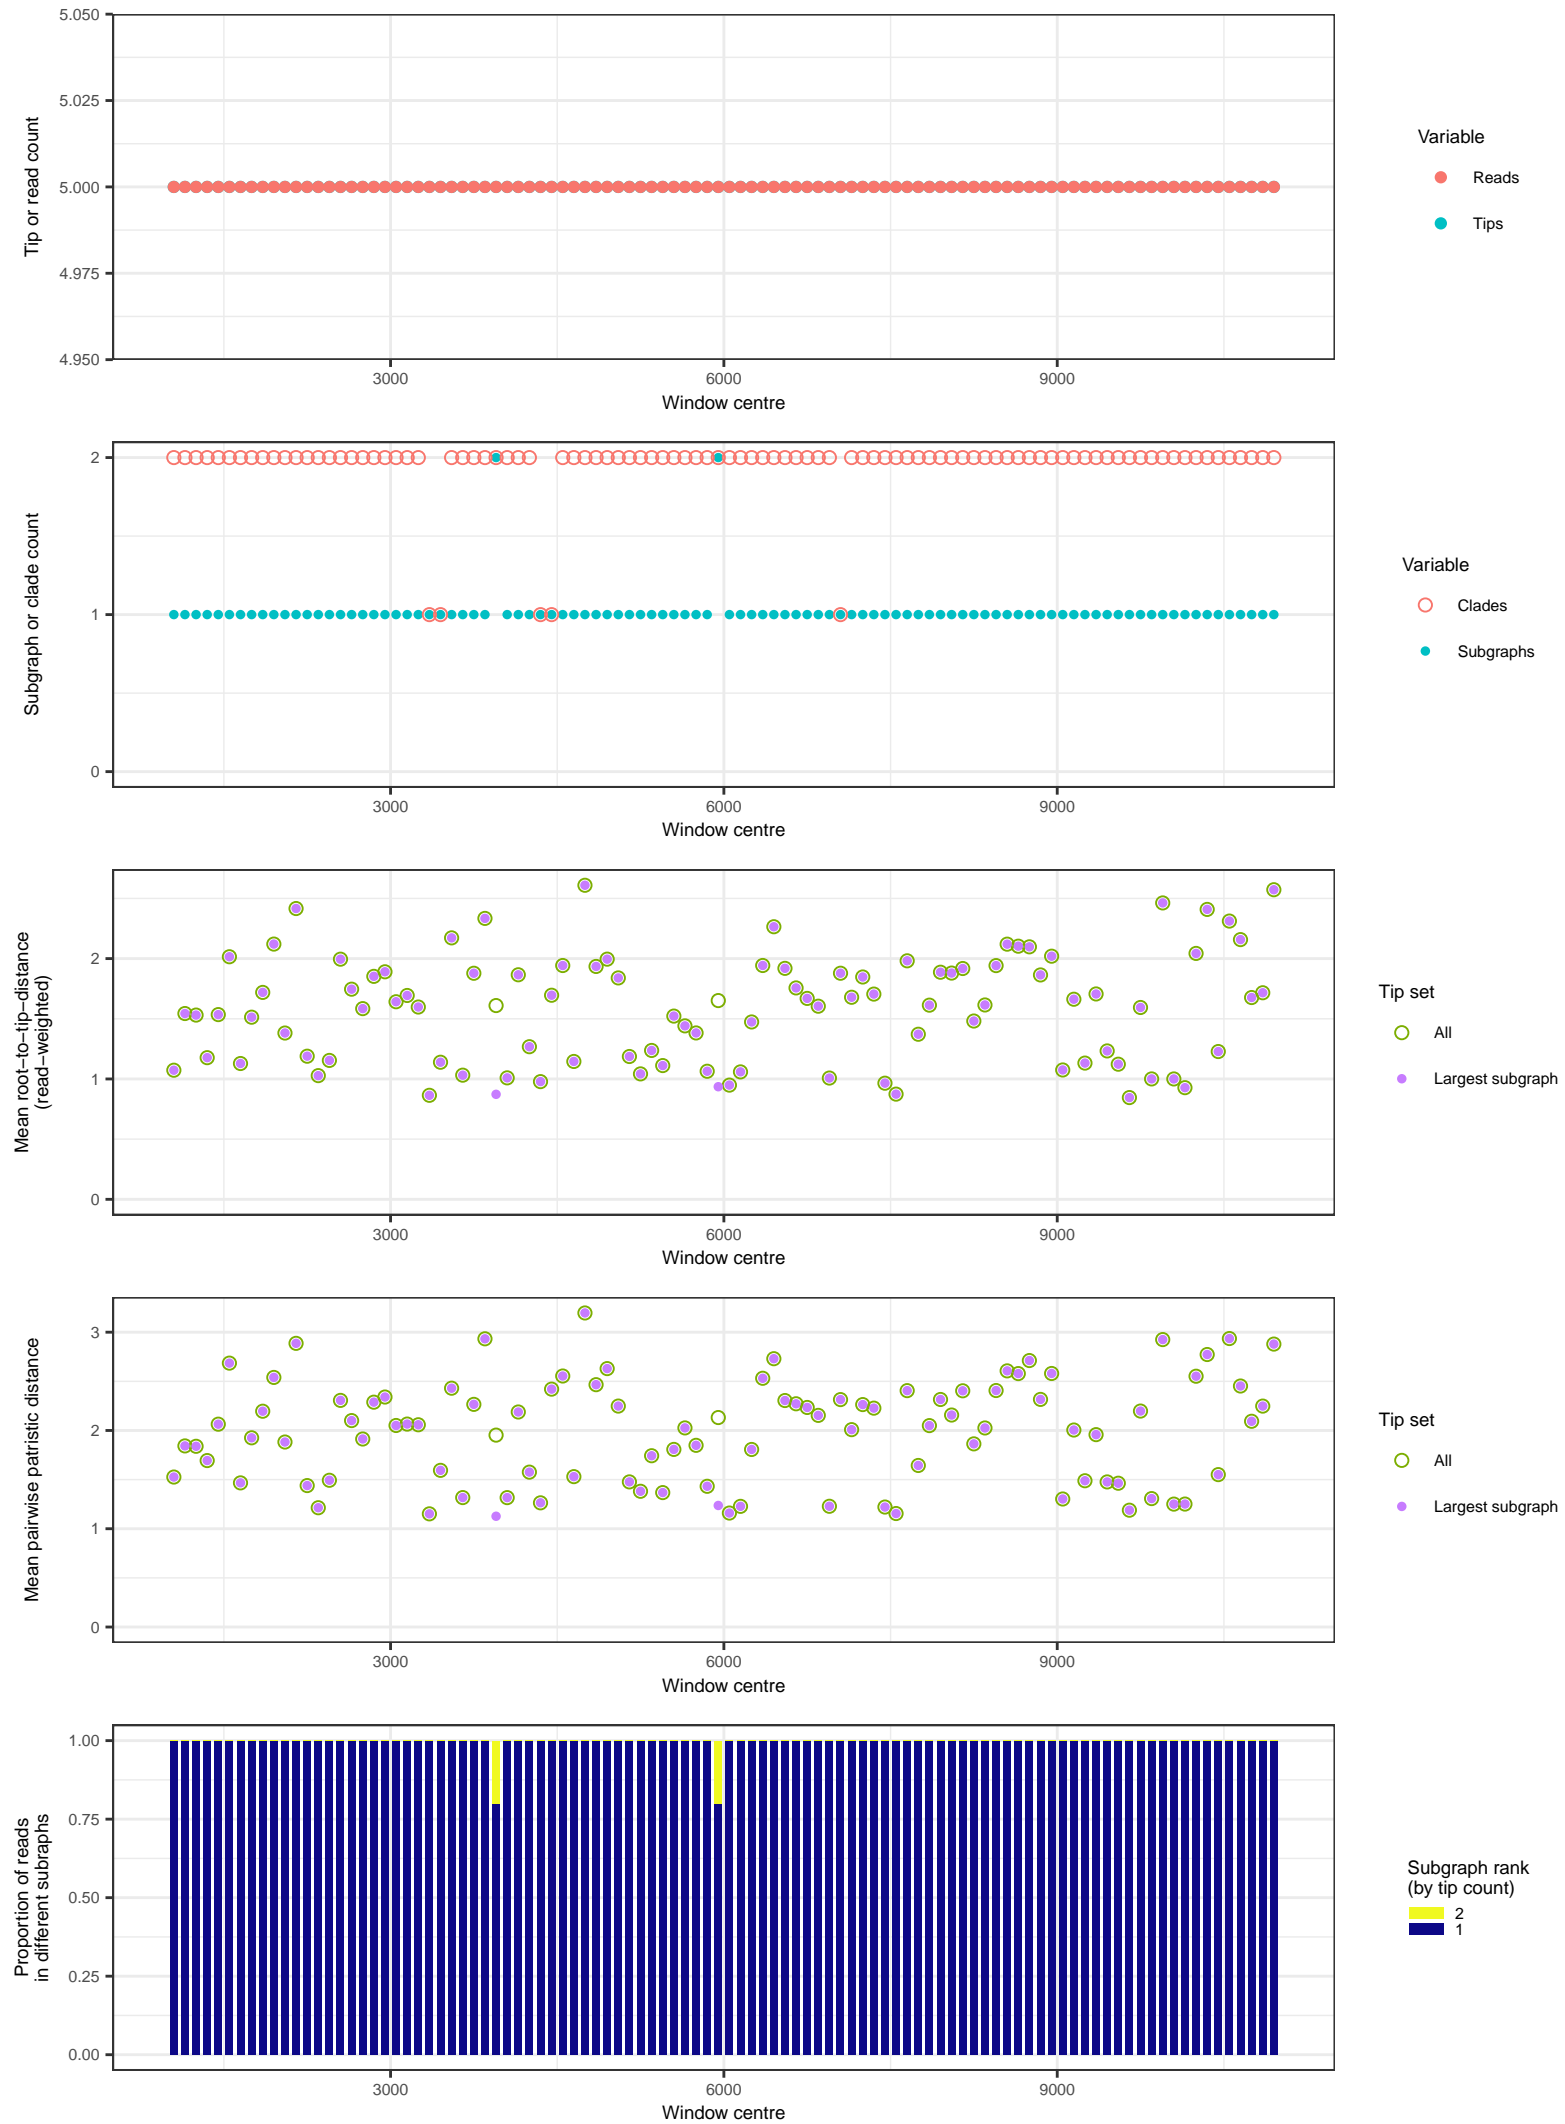 5.050
5.025
5.000
4.975
4.950
Tip or read count
3000
6000
9000
Window centre
Variable
Reads
Tips
2
1
0
Subgraph or clade count
3000
6000
9000
Window centre
Variable
Clades
Subgraphs
2
1
0
Mean root−to−tip−distance
(read−weighted)
3000
6000
9000
Window centre
Tip set
All
Largest subgraph
3
2
1
0
Mean pairwise patristic distance
3000
6000
9000
Window centre
Tip set
All
Largest subgraph
1.00
0.75
0.50
0.25
0.00
Proportion of reads
in different subraphs
3000
6000
9000
Window centre
Subgraph rank
(by tip count)
2
1